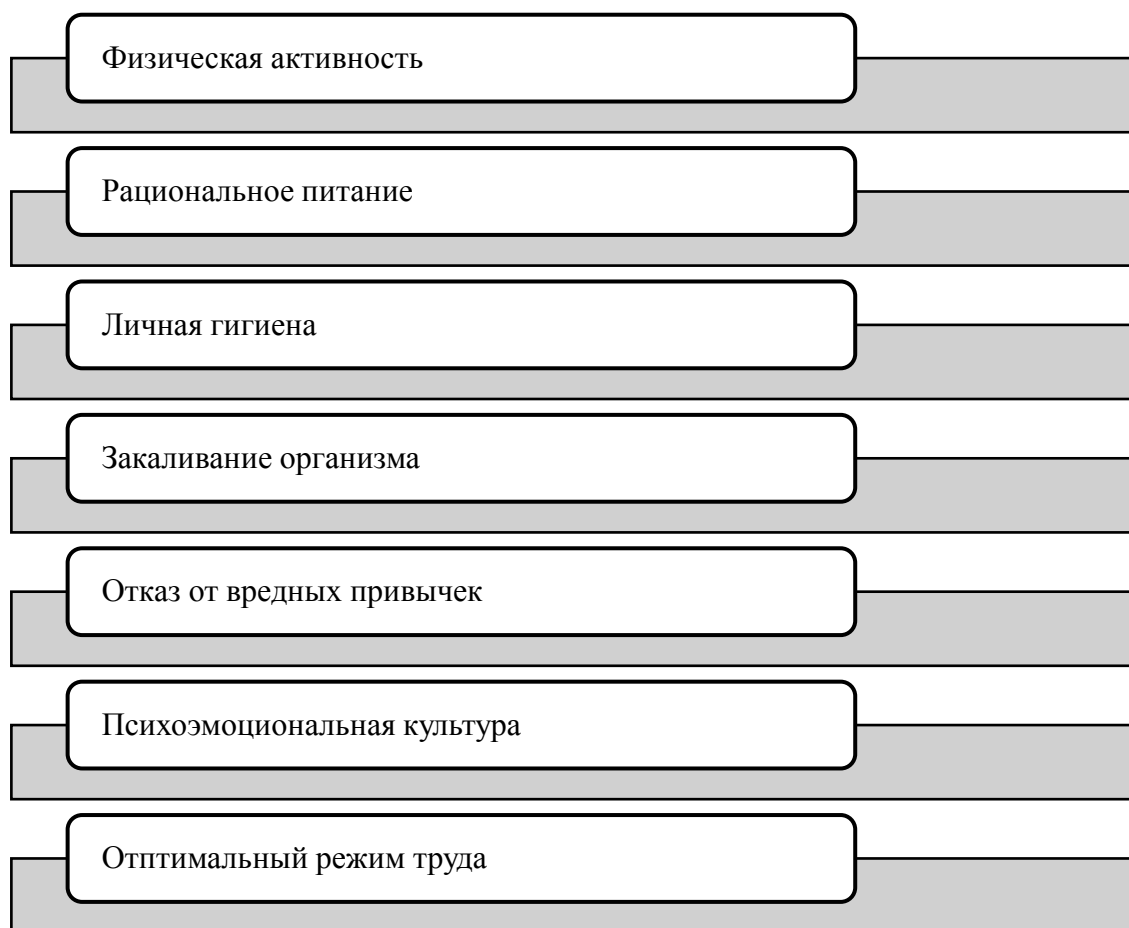 Физическая активность
Рациональное питание
Личная гигиена
Закаливание организма
Отказ от вредных привычек
Психоэмоциональная культура
Отптимальный режим труда